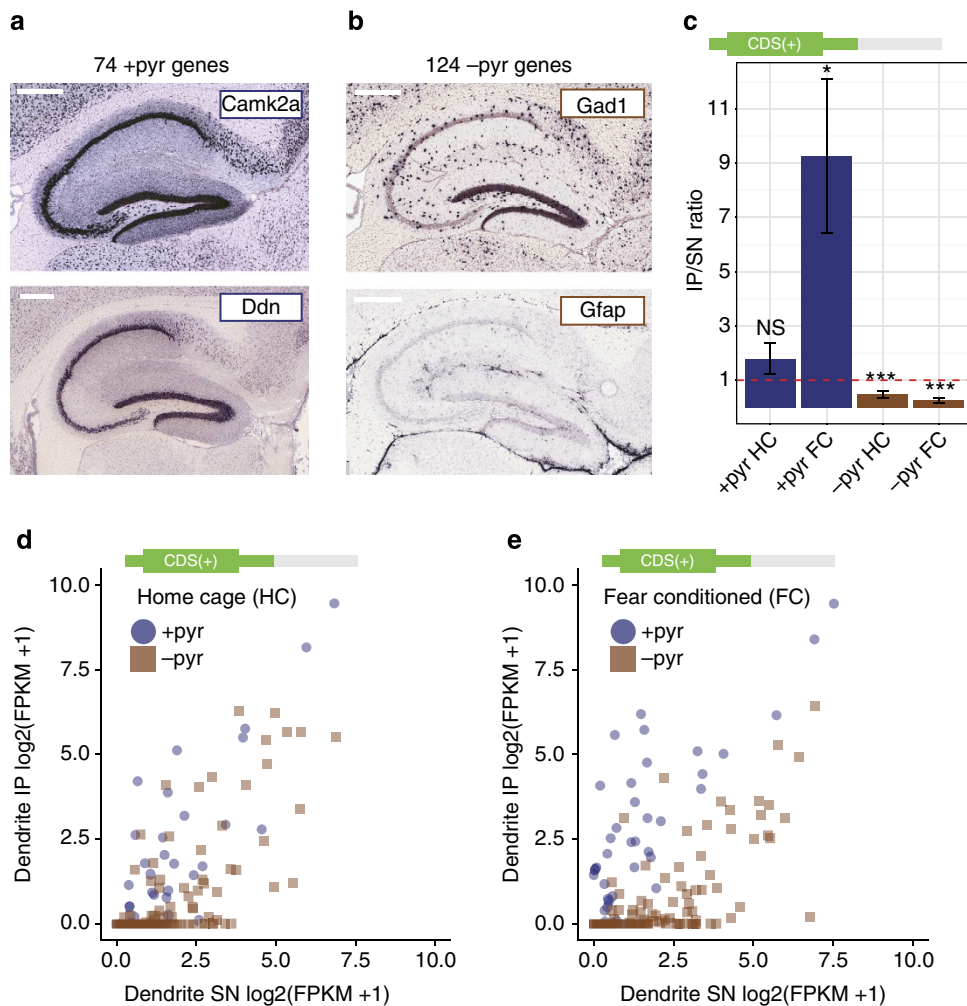 a
74 +pyr genes
Camk2a
Ddn
b
124 –pyr genes
Gad1
Gfap
c
CDS(+)
IP/SN ratio
11
9
7
5
3
1
NS
*
***
***
+pyr HC
+pyr FC
–pyr HC
–pyr FC
d
CDS(+)
Home cage (HC)
+pyr
–pyr
Dendrite IP log2(FPKM +1)
10.0
7.5
5.0
2.5
0.0
0.0 2.5 5.0 7.5 10.0
Dendrite SN log2(FPKM +1)
e
CDS(+)
Fear conditioned (FC)
+pyr
–pyr
Dendrite IP log2(FPKM +1)
10.0
7.5
5.0
2.5
0.0
0.0 2.5 5.0 7.5 10.0
Dendrite SN log2(FPKM +1)